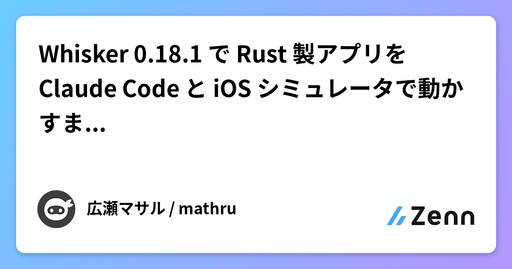 Whisker 0.18.1 で Rust 製アプリを
Claude Code と iOS シミュレータで動か
すま...
広瀬マサル / mathru
Zenn